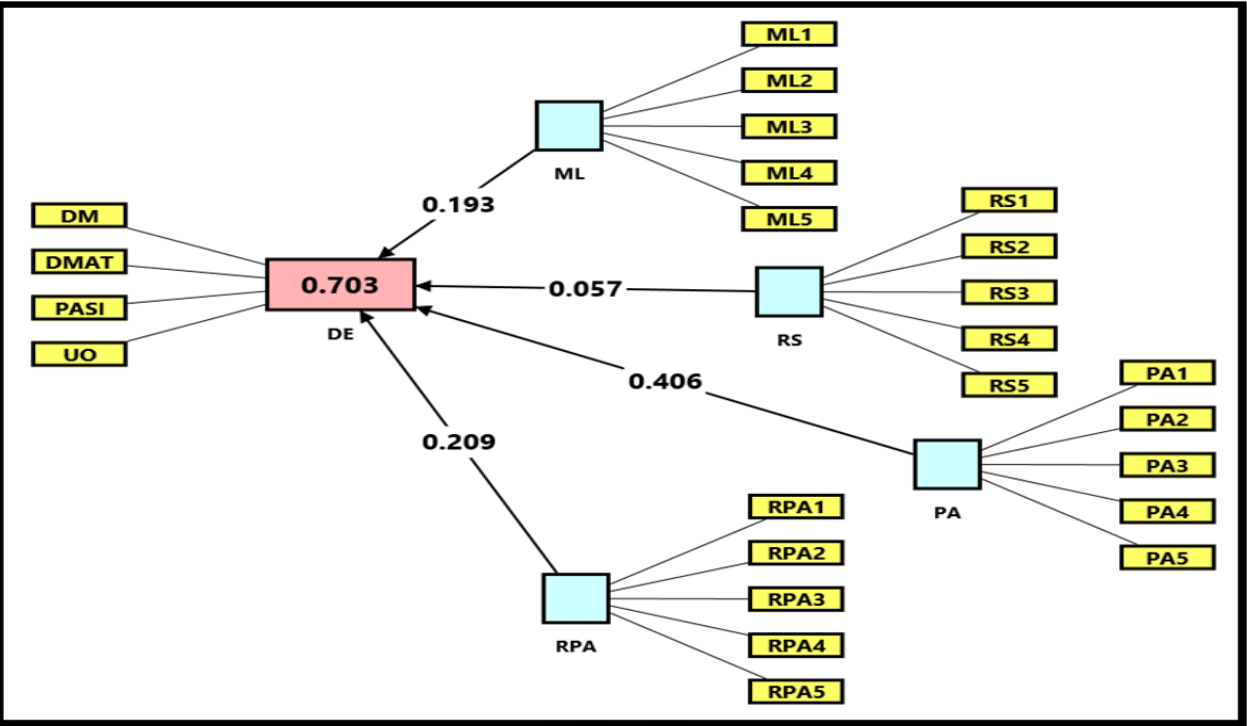 ML1
ML2
ML3
ML4
ML5
ML
0.193
DM
DMAT
PASI
UO
0.703
DE
0.057
RS
RS1
RS2
RS3
RS4
RS5
0.406
PA
PA1
PA2
PA3
PA4
PA5
0.209
RPA
RPA1
RPA2
RPA3
RPA4
RPA5